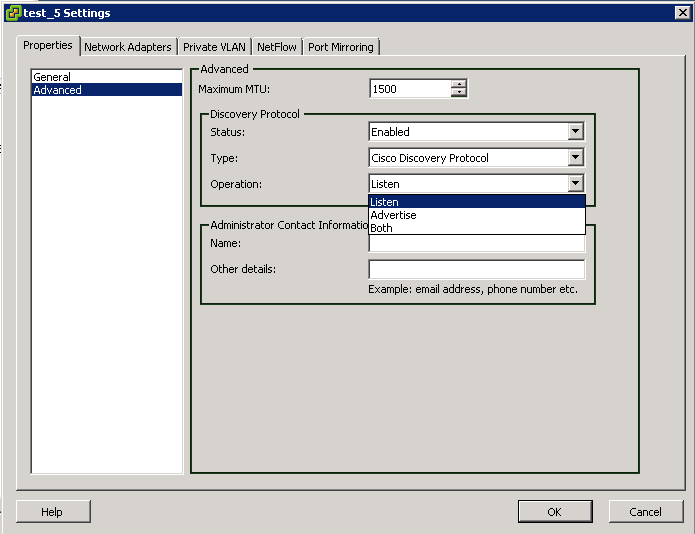 test_5 Settings
Properties Network Adapters Private VLAN NetFlow Port Mirroring
General
Advanced
Advanced
Maximum MTU: 1500
Discovery Protocol
Status: Enabled
Type: Cisco Discovery Protocol
Operation: Listen
Listen
Advertise
Both
Administrator Contact Informatio
Name:
Other details:
Example: email address, phone number etc.
Help OK Cancel